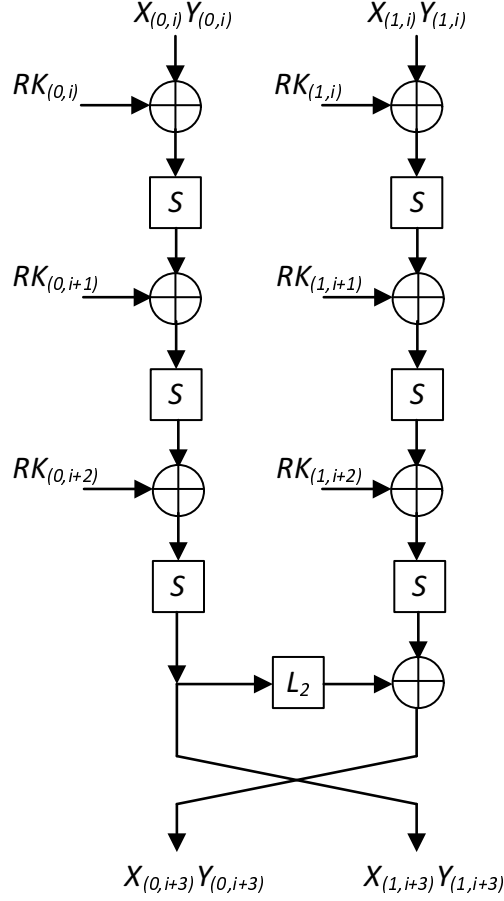 X(0,i)Y(0,i) X(1,i)Y(1,i)
RK(0,i) RK(1,i)
S S
RK(0,i+1) RK(1,i+1)
S S
RK(0,i+2) RK(1,i+2)
S S
L2
X(0,i+3)Y(0,i+3) X(1,i+3)Y(1,i+3)